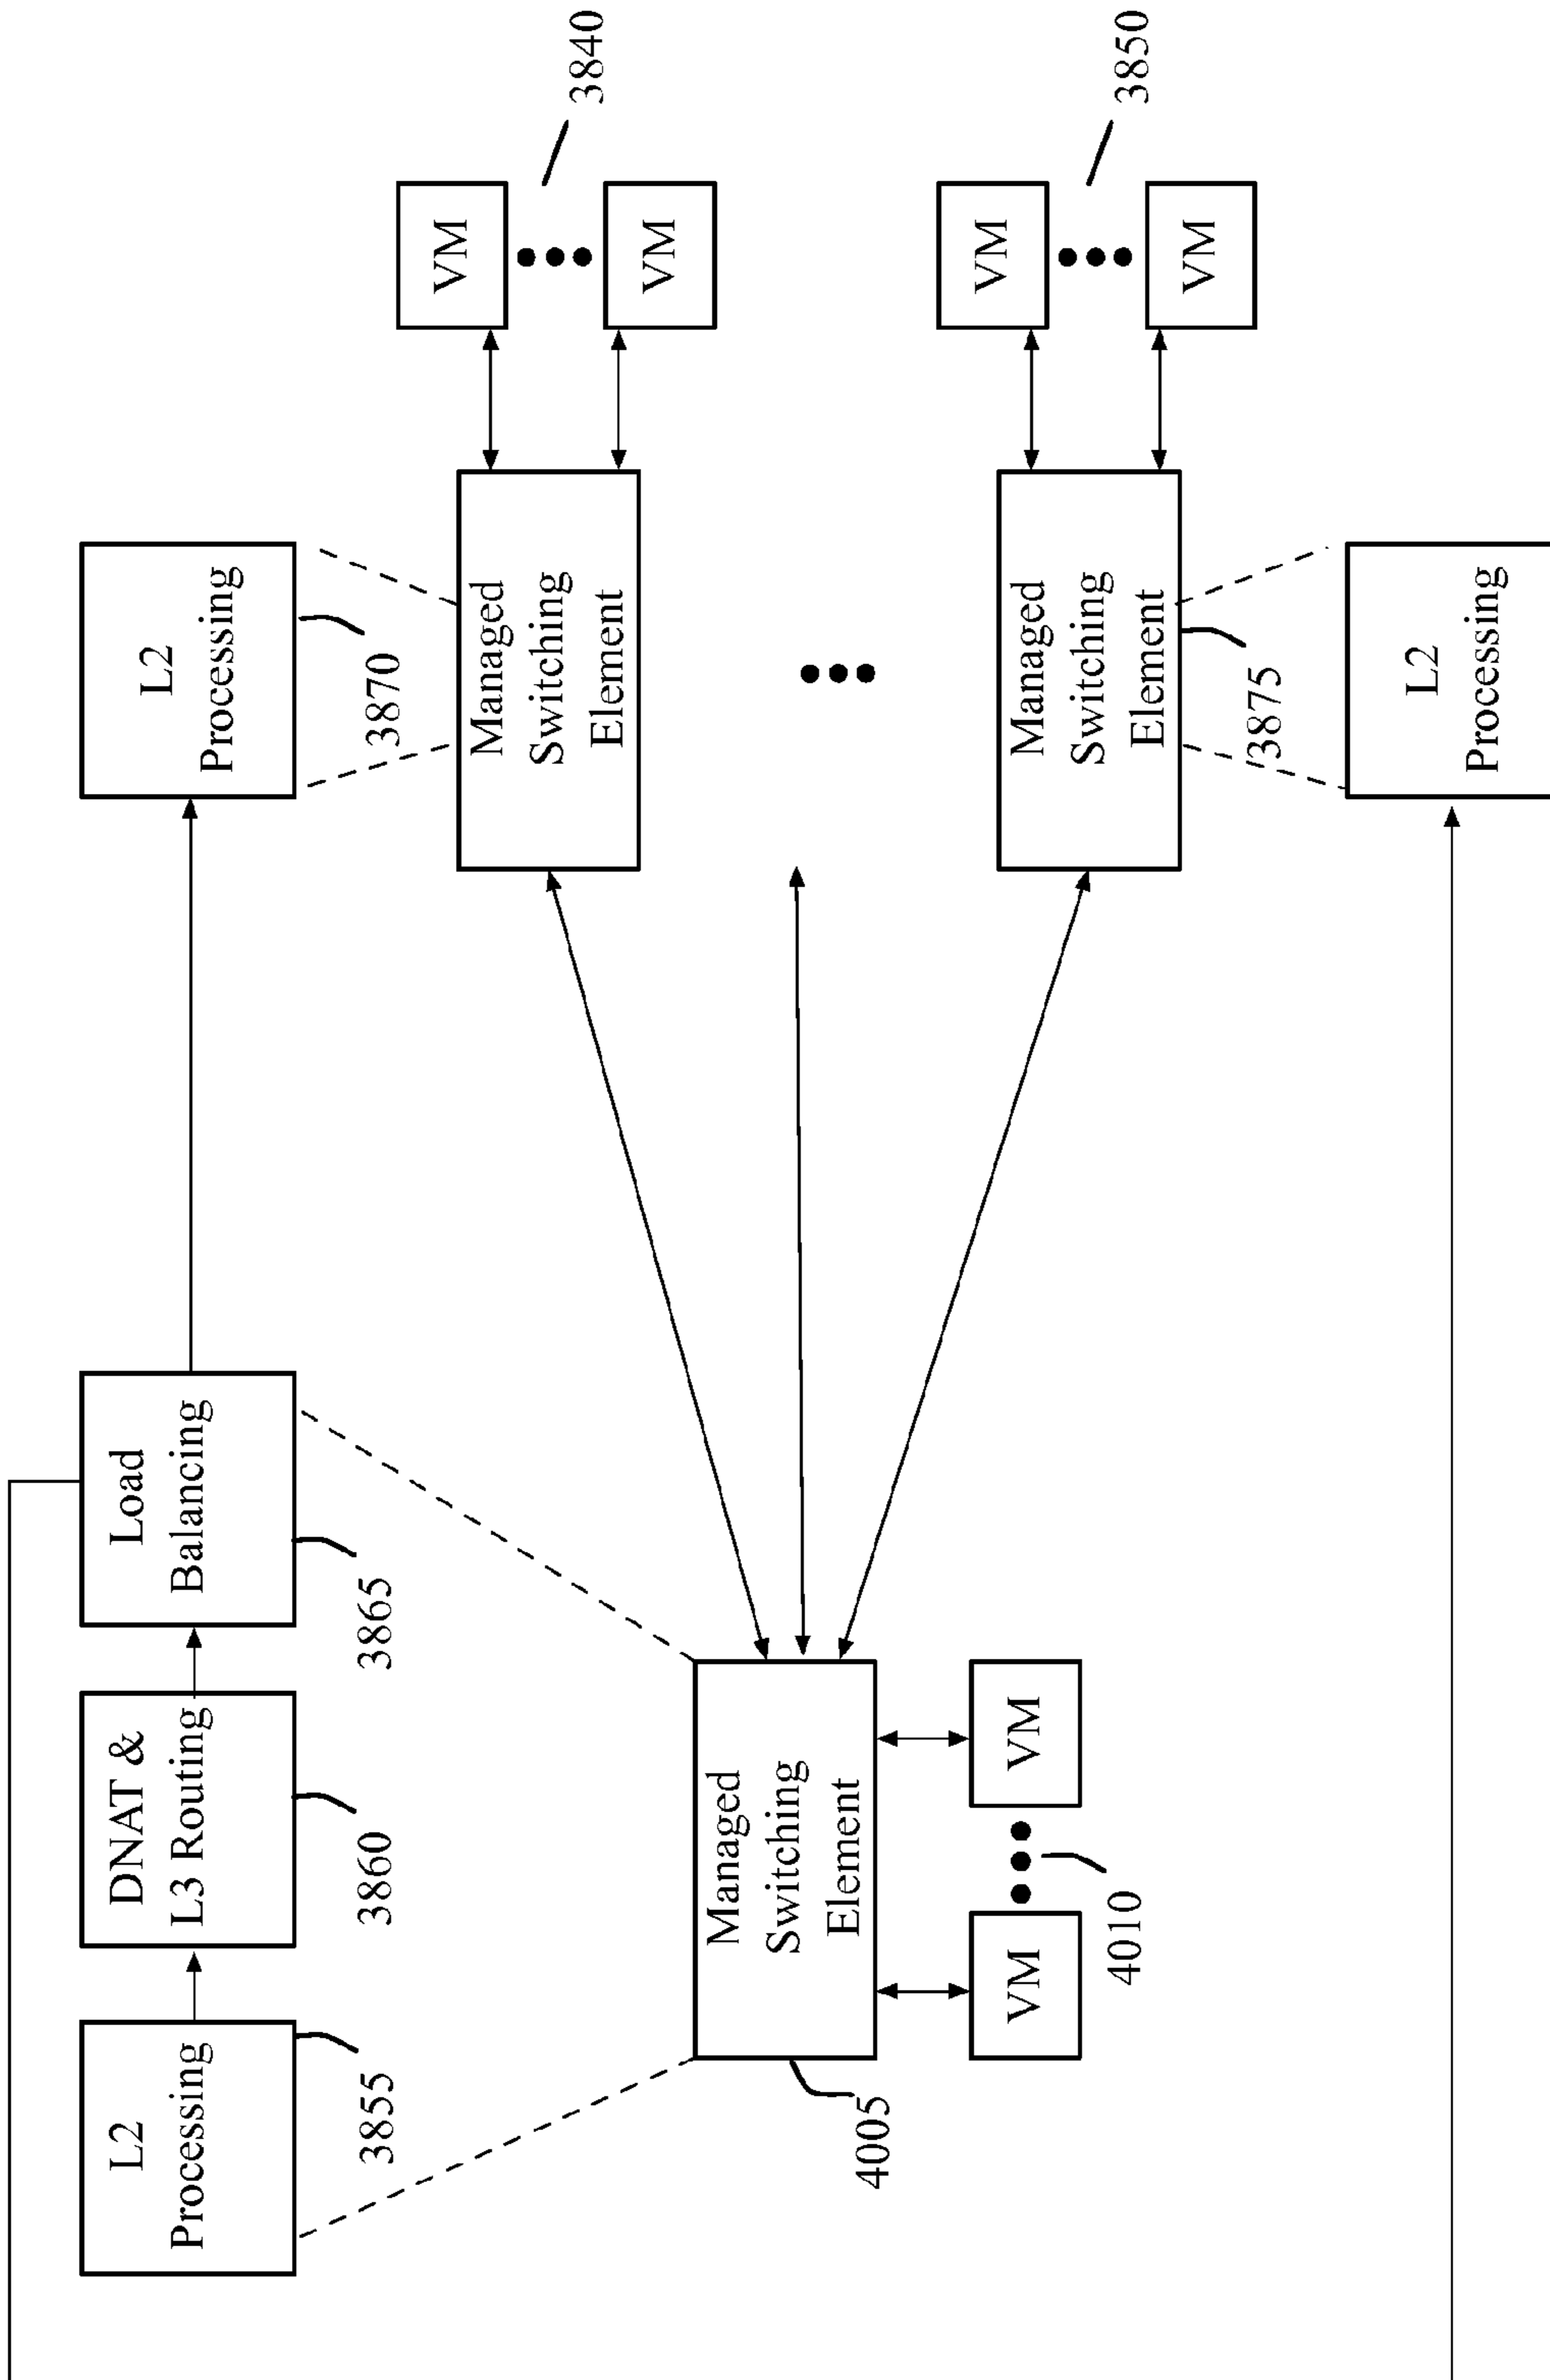 L2
Processing
3855
DNAT &
L3 Routing
3860
Load
Balancing
3865
L2
Processing
3870
Managed
Switching
Element
4005
VM
VM
4010
Managed
Switching
Element
VM
VM
3840
Managed
Switching
Element
3875
VM
VM
3850
L2
Processing